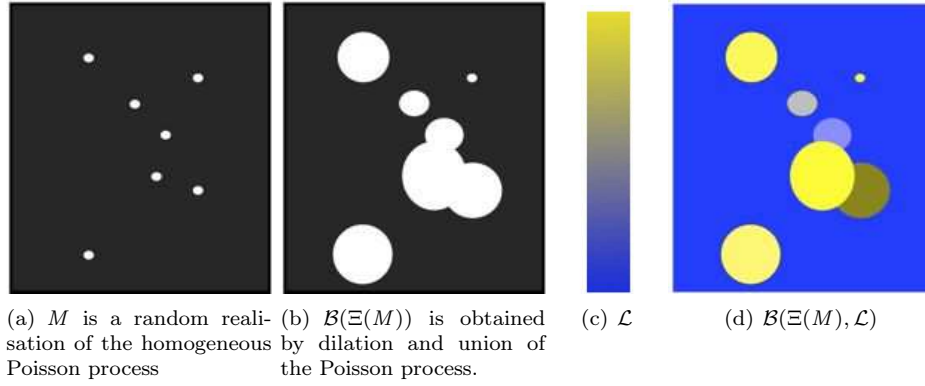 (a) M is a random reali-
sation of the homogeneous
Poisson process
(b) B(Ξ(M)) is obtained
by dilation and union of
the Poisson process.
(c) L
(d) B(Ξ(M), L)